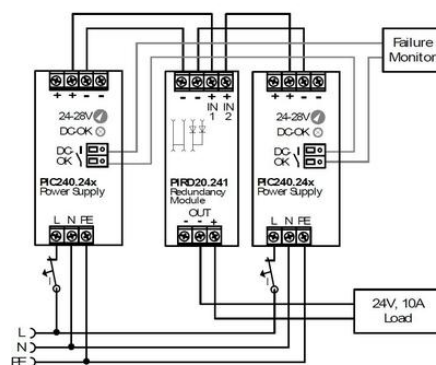 + + - -
- - + +
+ + - -
Failure
Monitor
IN IN
1 2
24-28V
DC-OK
24-28V
DC-OK
DC-
OK
DC-
OK
PIC240.24x
Power Supply
PIRD20.241
Redundancy
Module
PIC240.24x
Power Supply
L N PE
OUT
- - +
L N PE
24V, 10A
Load
L
N
PE